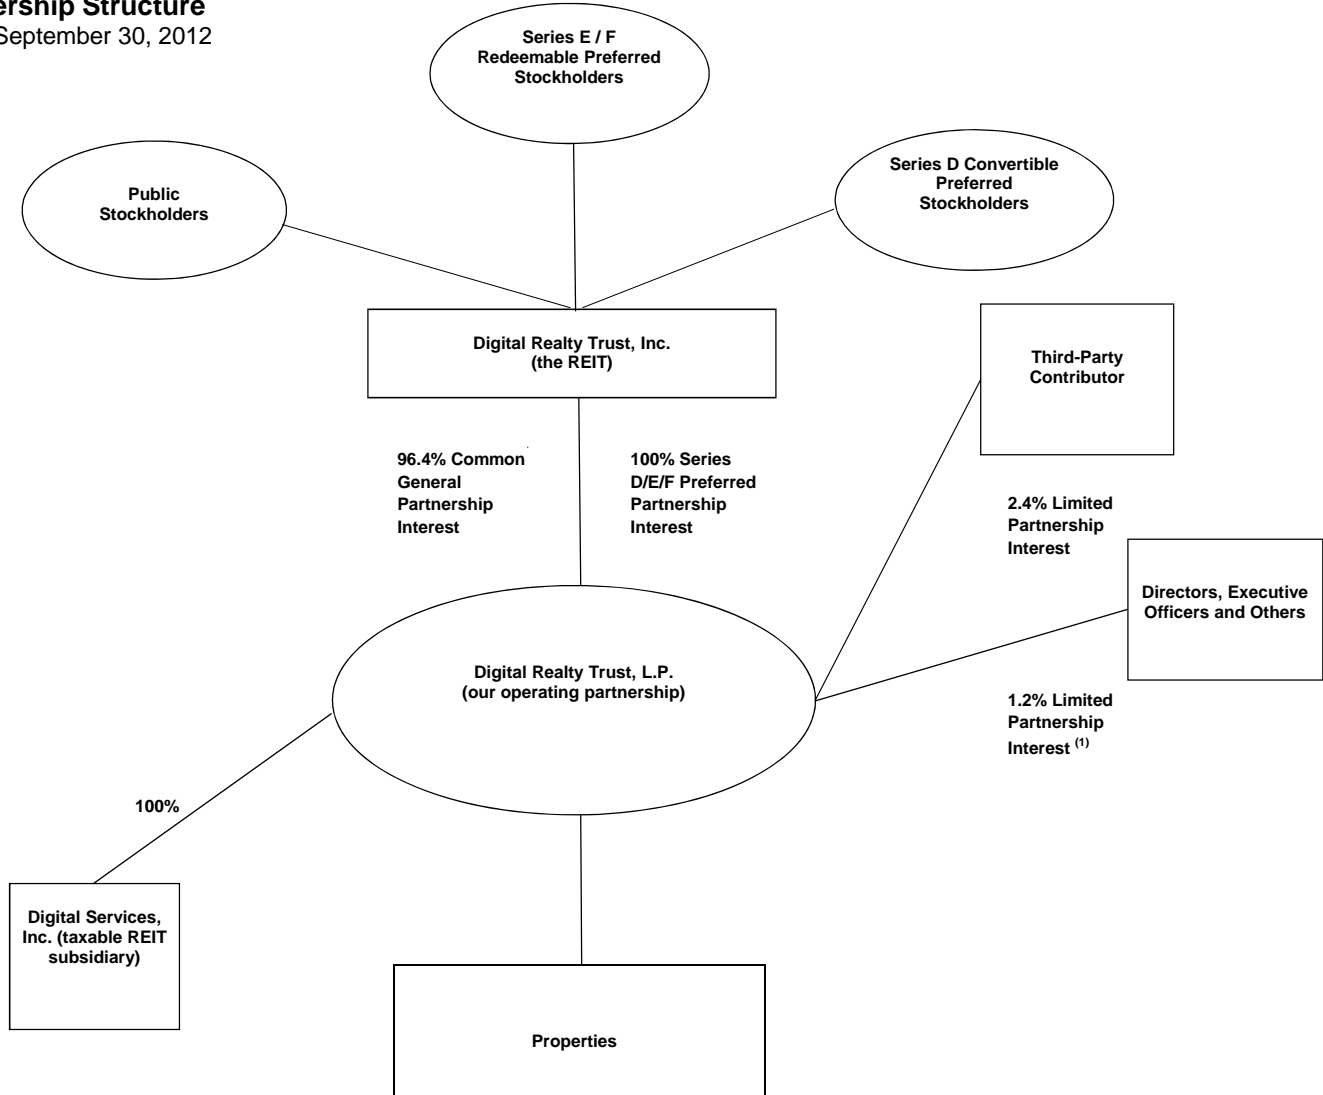 ership Structure
September 30, 2012
Series E / F
Redeemable Preferred
Stockholders
Public
Stockholders
Series D Convertible
Preferred
Stockholders
Digital Realty Trust, Inc.
(the REIT)
Third-Party
Contributor
96.4% Common
General
Partnership
Interest
100% Series
D/E/F Preferred
Partnership
Interest
2.4% Limited
Partnership
Interest
Directors, Executive
Officers and Others
Digital Realty Trust, L.P.
(our operating partnership)
1.2% Limited
Partnership
Interest (1)
100%
Digital Services,
Inc. (taxable REIT
subsidiary)
Properties